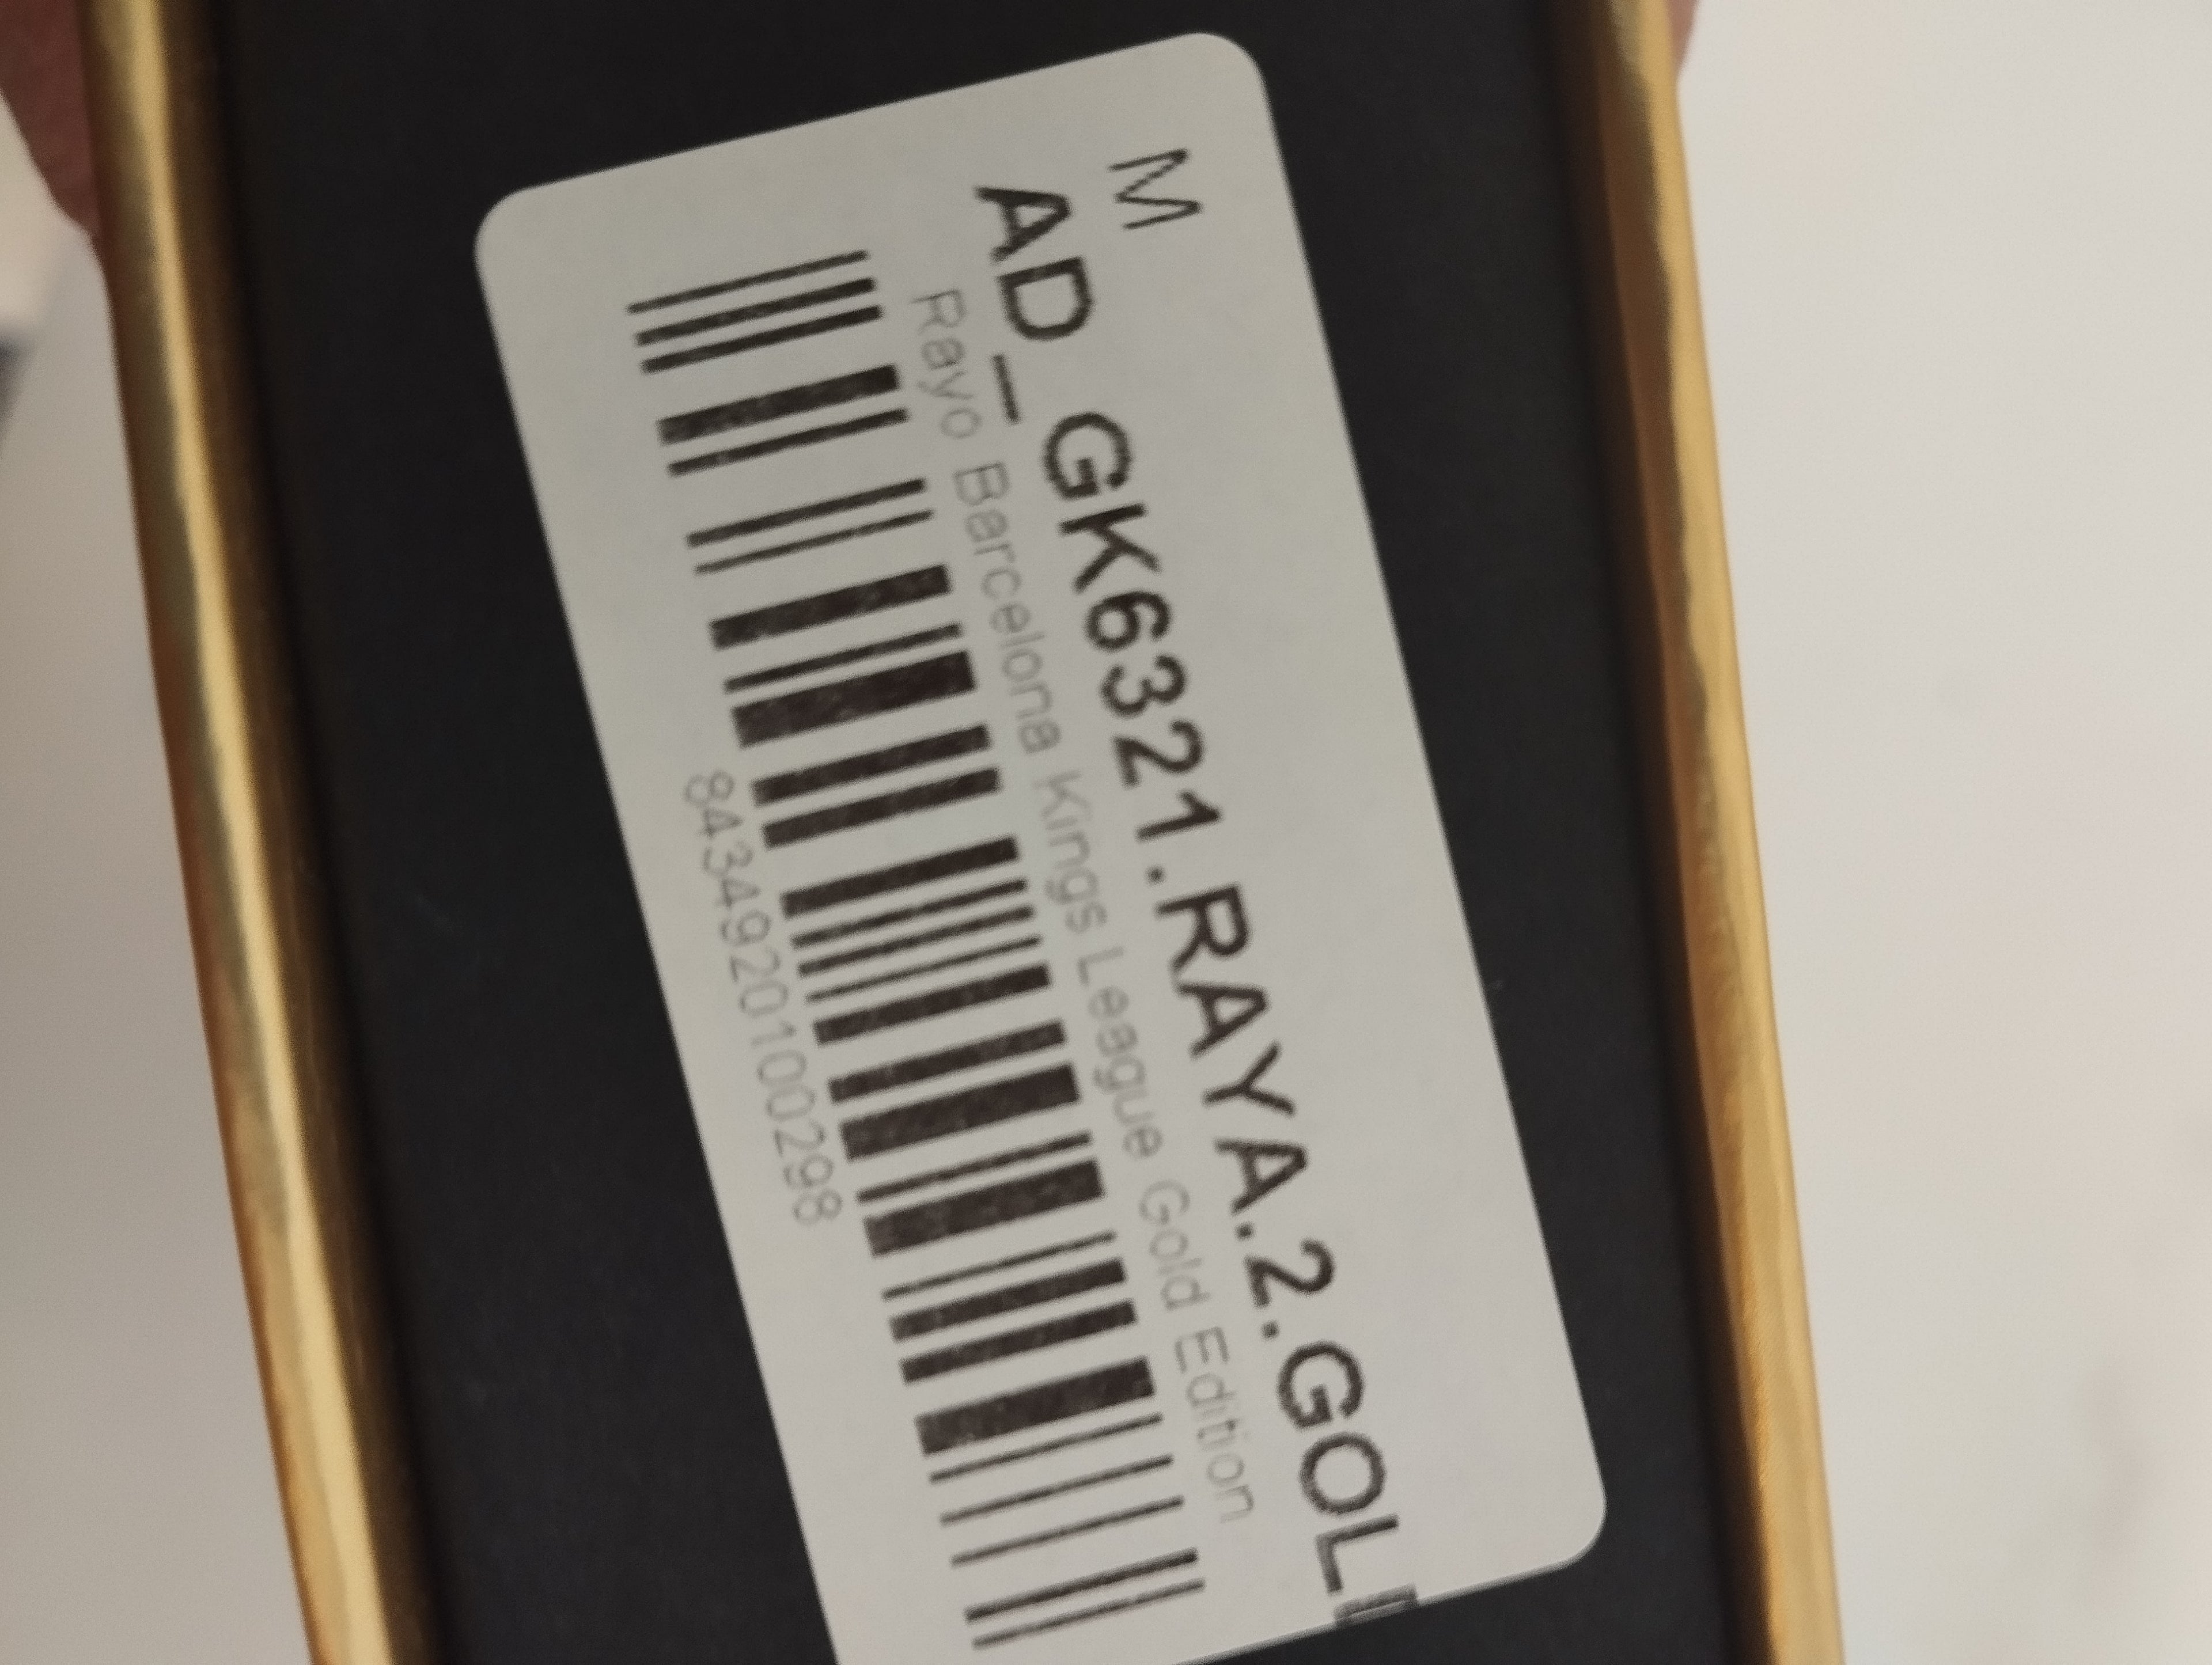 M
AD_GK6321.RAYA.2.GOL
Rayo Barcelona Kings League Gold Edition
8434920100298